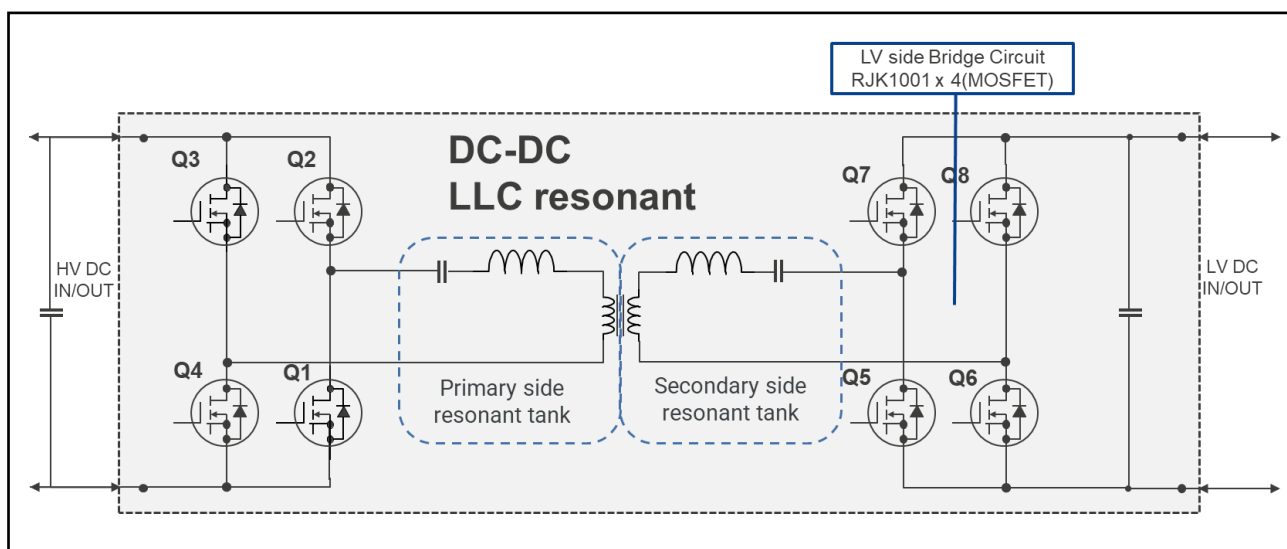 LV side Bridge Circuit
RJK1001 x 4(MOSFET)
DC-DC
LLC resonant
Q3
Q2
Q7
Q8
HV DC
IN/OUT
LV DC
IN/OUT
Q4
Q1
Primary side
resonant tank
Secondary side
resonant tank
Q5
Q6